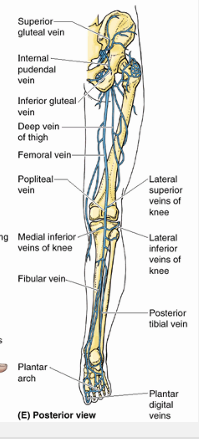 Superior
gluteal vein
Internal
pudendal
vein
Inferior gluteal
vein
Deep vein
of thigh
Femoral vein
Popliteal
vein
Lateral
superior
veins of
knee
Medial inferior
veins of knee
Lateral
inferior
veins of
knee
Fibular vein
Posterior
tibial vein
Plantar
arch
Plantar
digital
veins
(E) Posterior view